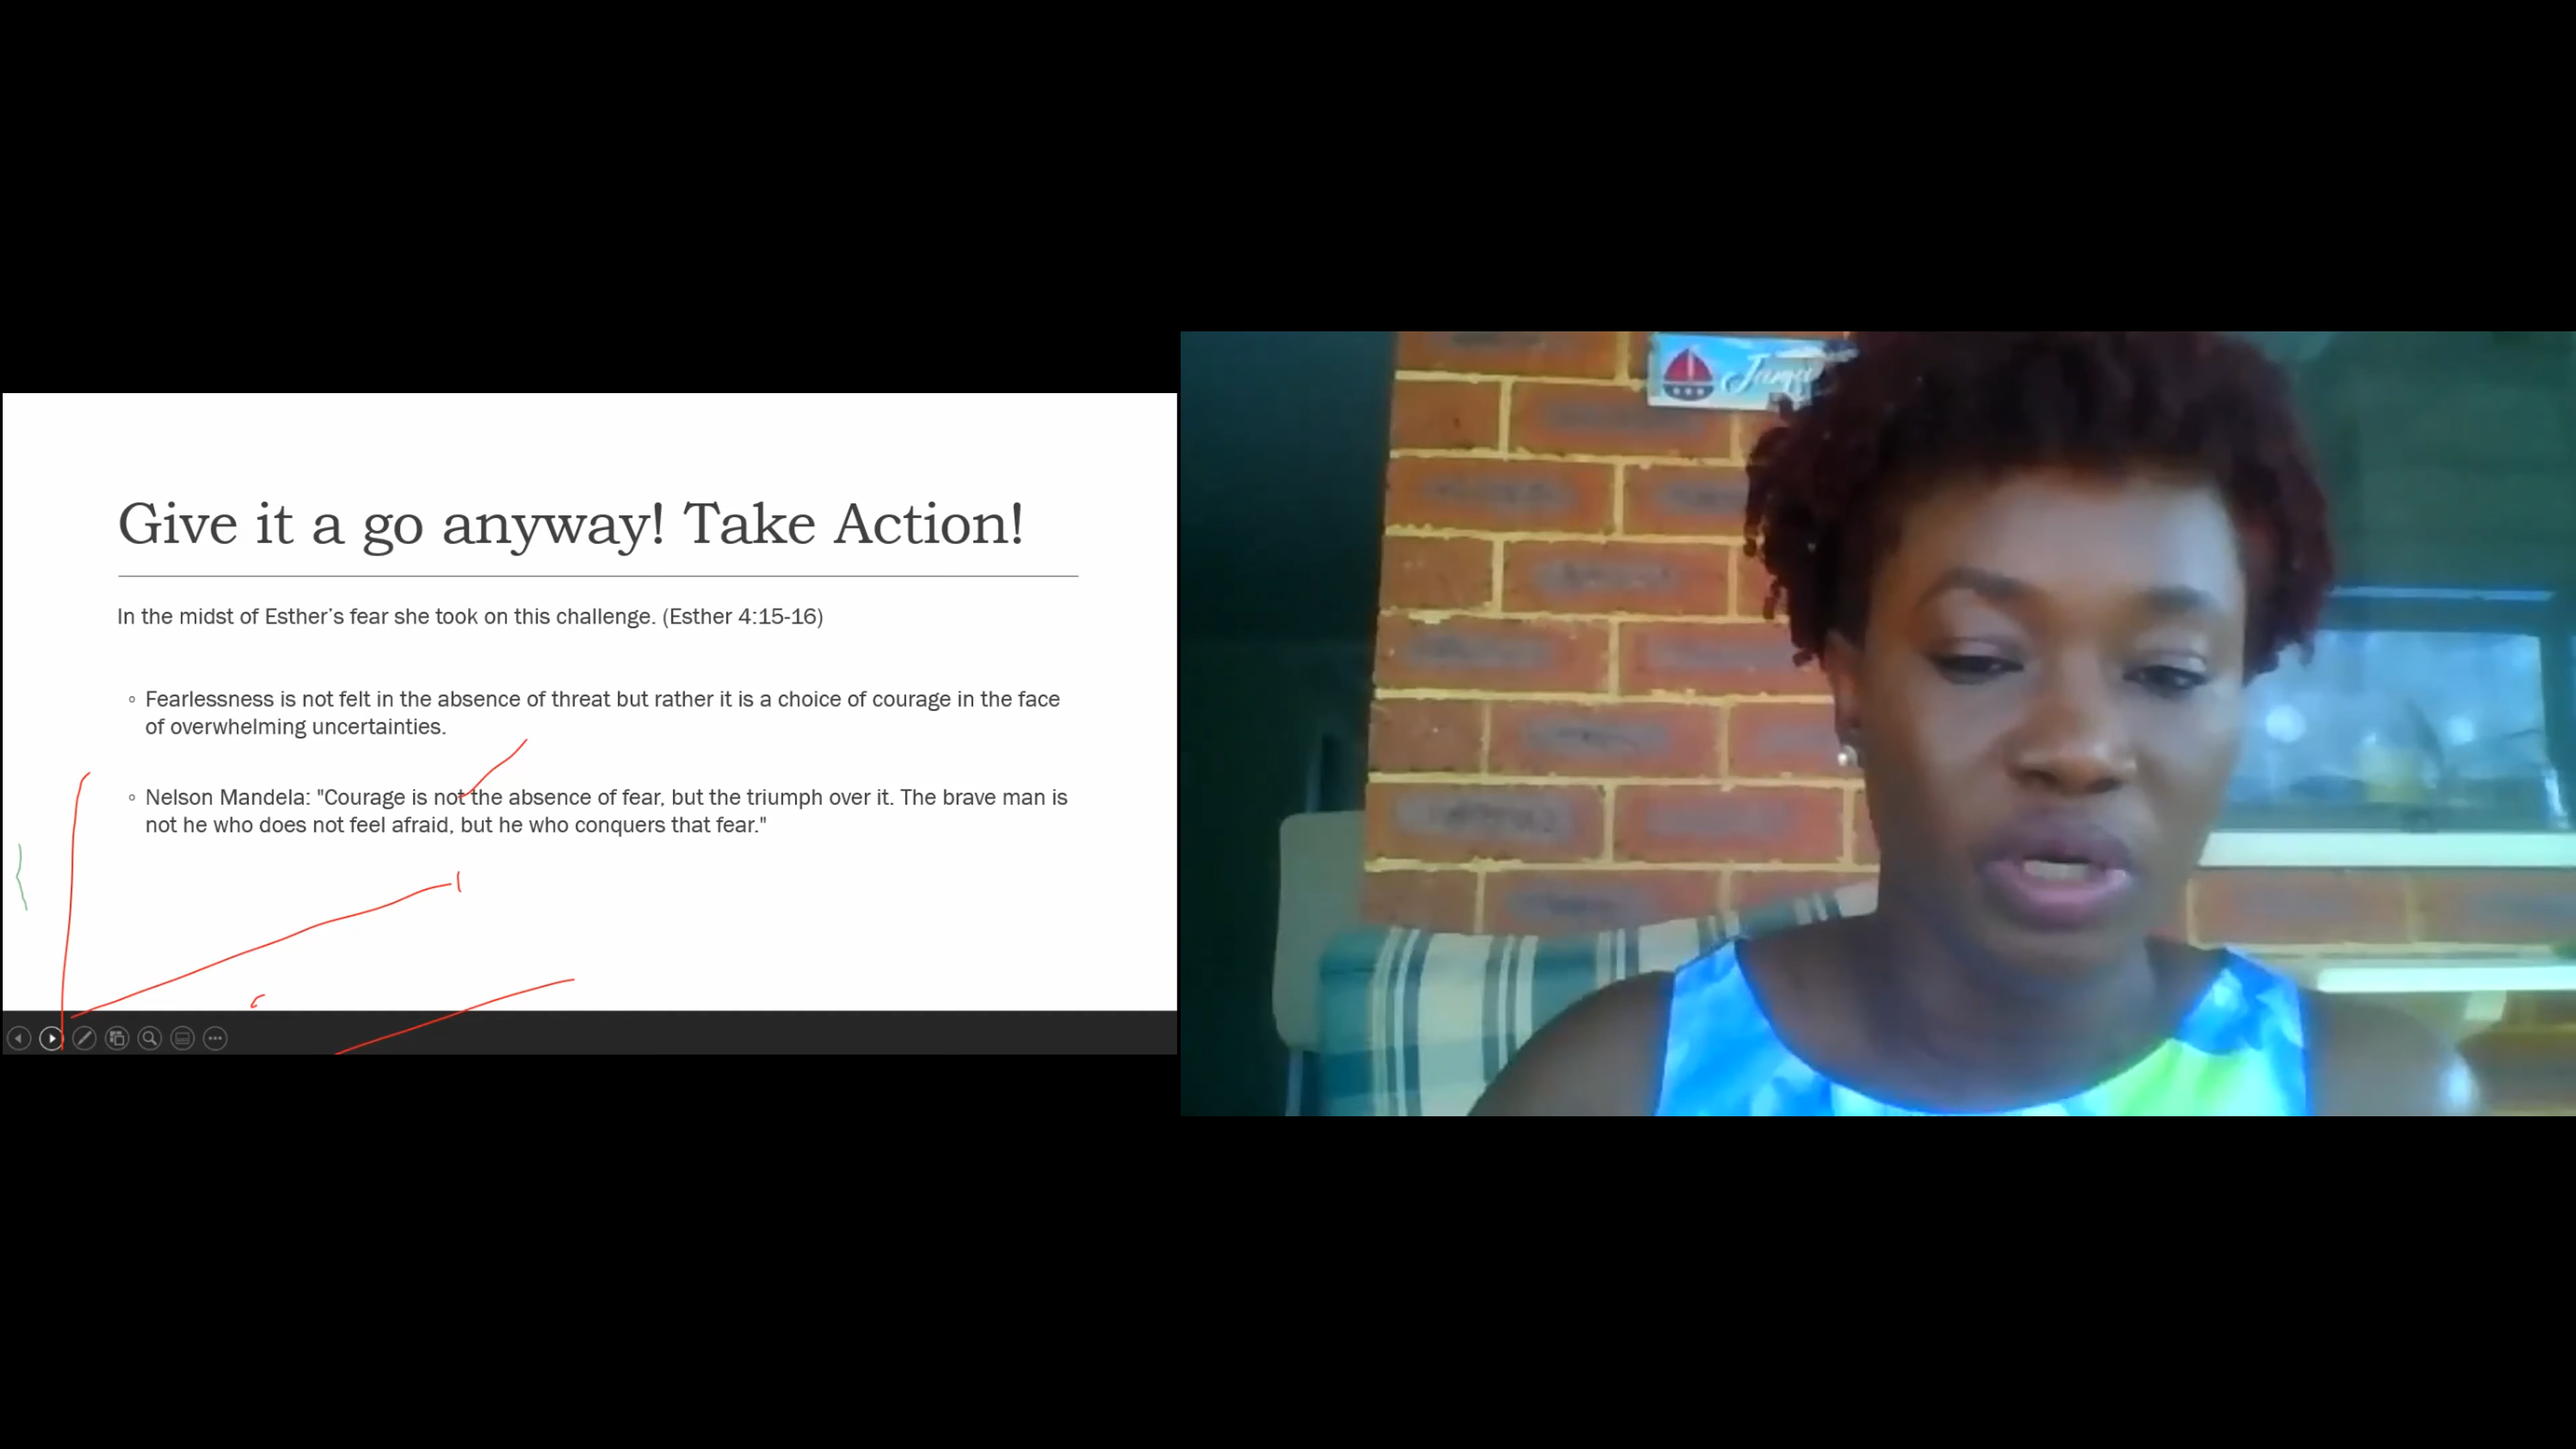 Give it a go anyway! Take Action!
In the midst of Esther's fear she took on this challenge. (Esther 4:15-16)
◦ Fearlessness is not felt in the absence of threat but rather it is a choice of courage in the face
of overwhelming uncertainties.
◦ Nelson Mandela: "Courage is not the absence of fear, but the triumph over it. The brave man is
not he who does not feel afraid, but he who conquers that fear."